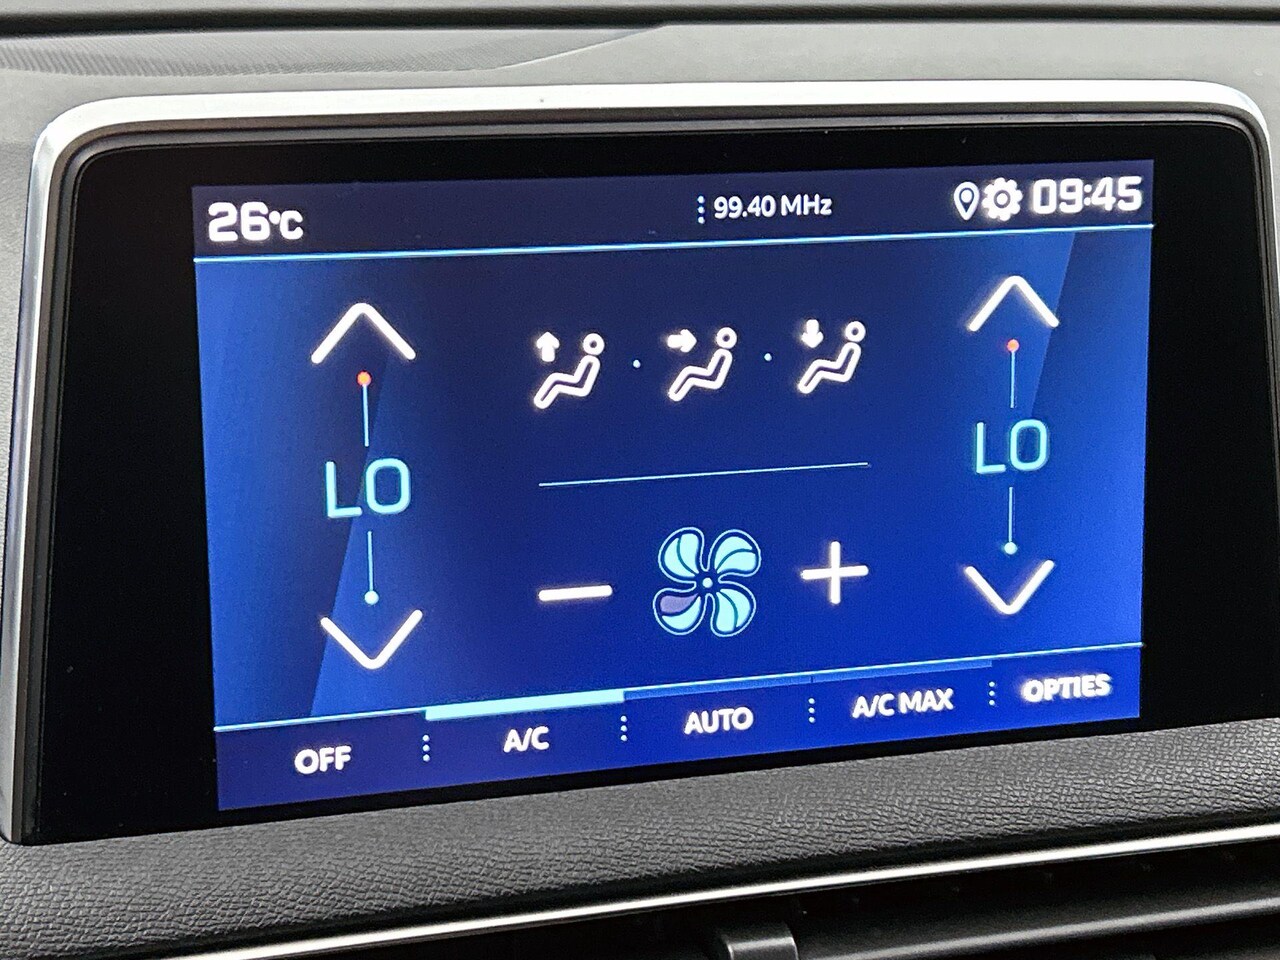 26°C 99.40 MHz 09:45
LO LO
OFF A/C AUTO A/C MAX OPTIES